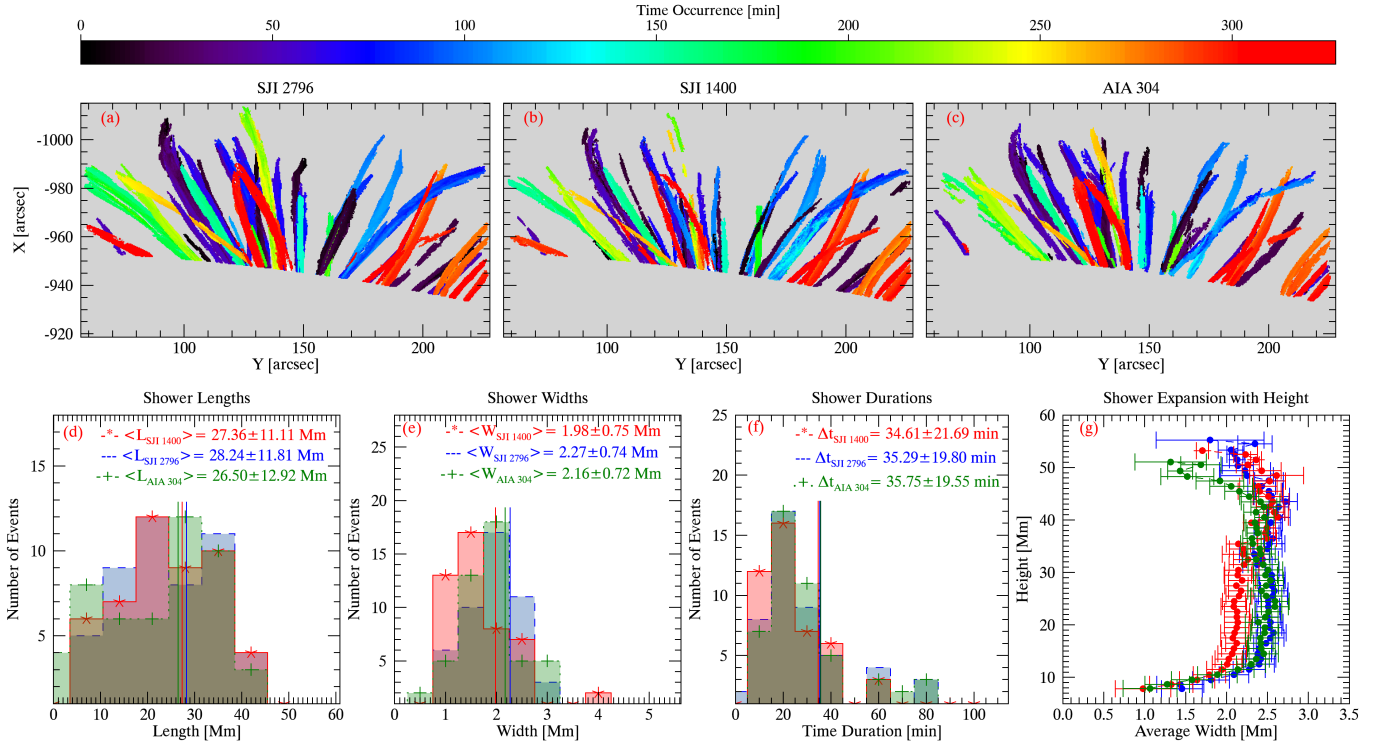 Time Occurrence [min]
0 50 100 150 200 250 300
SJI 2796 SJI 1400 AIA 304
(a) (b) (c)
-1000
-980
-960
-940
-920
X [arcsec]
100 150 200 100 150 200 100 150 200
Y [arcsec] Y [arcsec] Y [arcsec]
Shower Lengths
(d)
-*- <L_SJI 1400> = 27.36±11.11 Mm
--- <L_SJI 2796> = 28.24±11.81 Mm
-+- <L_AIA 304> = 26.50±12.92 Mm
15
10
5
Number of Events
0 10 20 30 40 50 60
Length [Mm]
Shower Widths
(e)
-*- <W_SJI 1400> = 1.98±0.75 Mm
--- <W_SJI 2796> = 2.27±0.74 Mm
-+- <W_AIA 304> = 2.16±0.72 Mm
25
20
15
10
5
Number of Events
0 1 2 3 4 5
Width [Mm]
Shower Durations
(f)
-*- Δt_SJI 1400 = 34.61±21.69 min
--- Δt_SJI 2796 = 35.29±19.80 min
.+. Δt_AIA 304 = 35.75±19.55 min
25
20
15
10
5
0
Number of Events
0 20 40 60 80 100
Time Duration [min]
Shower Expansion with Height
(g)
60
50
40
30
20
10
Height [Mm]
0.0 0.5 1.0 1.5 2.0 2.5 3.0 3.5
Average Width [Mm]